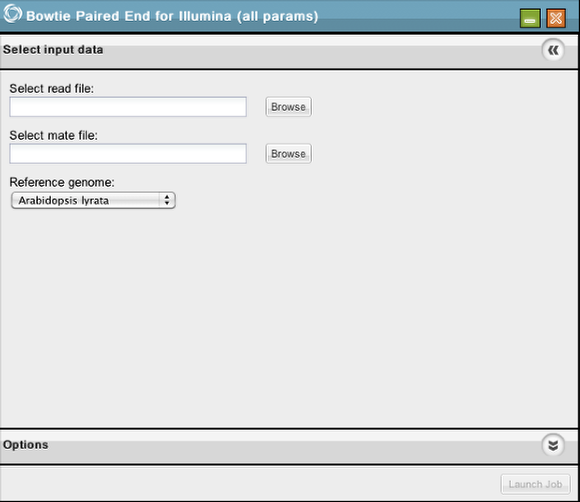 Bowtie Paired End for Illumina (all params)
Select input data
Select read file:
Browse
Select mate file:
Browse
Reference genome:
Arabidopsis lyrata
Options
Launch Job